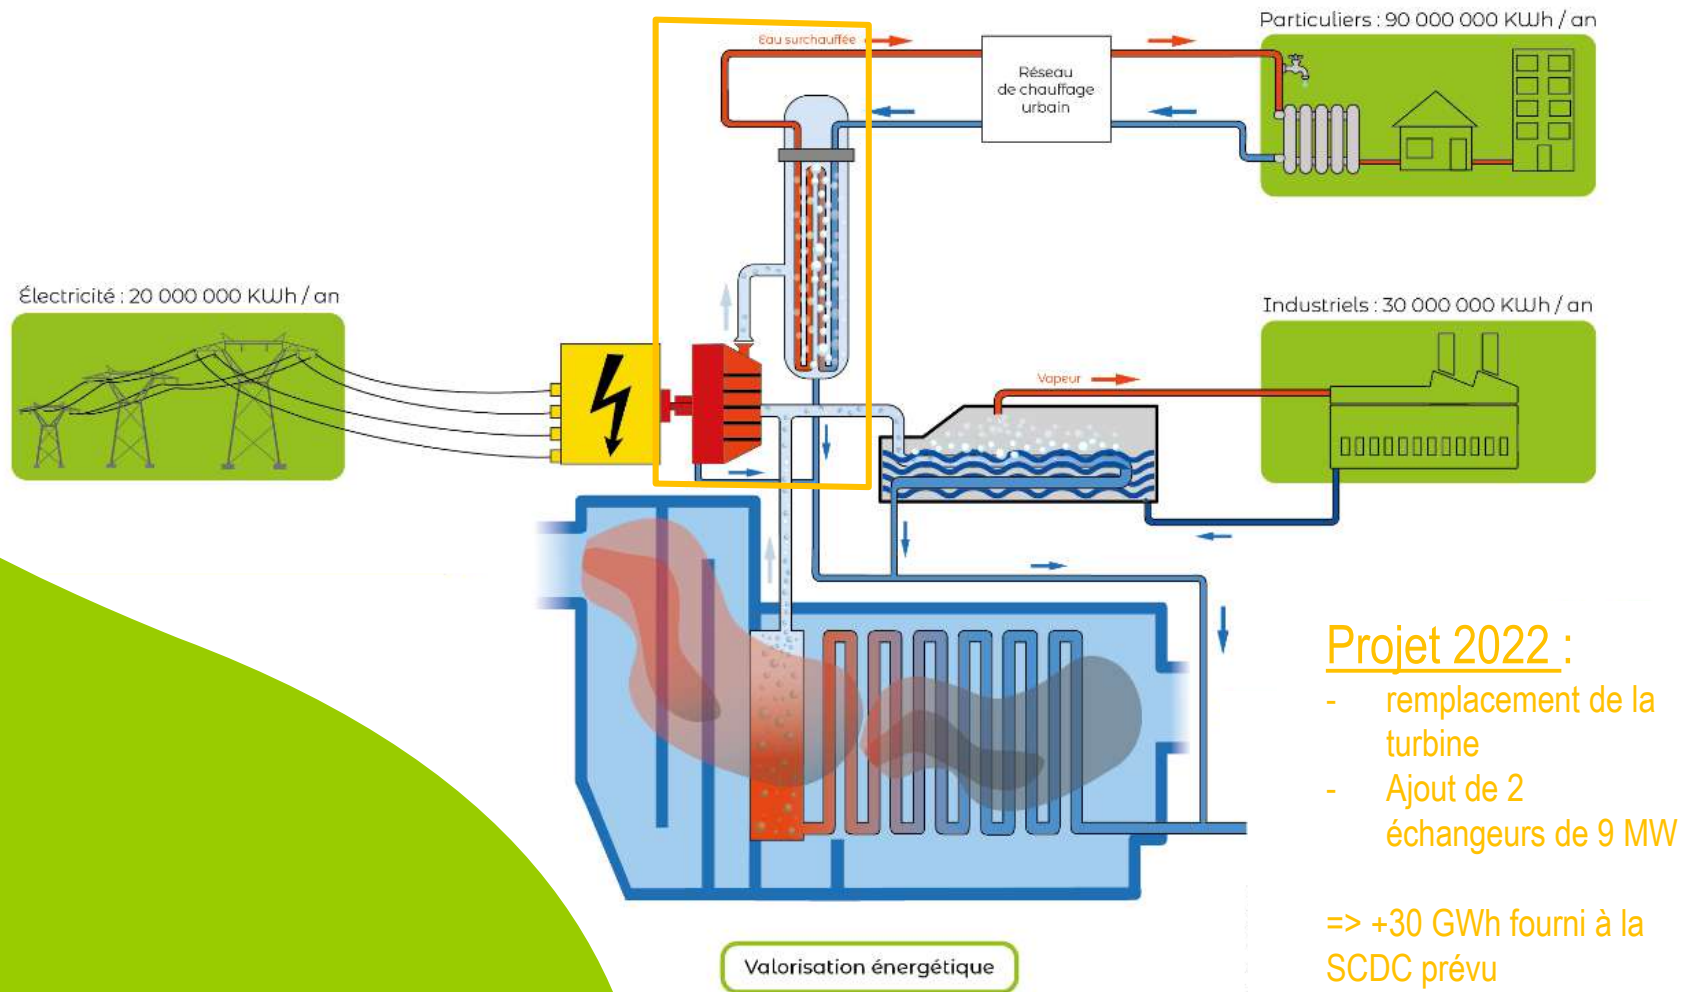 Particuliers : 90 000 000 KWh / an
Eau surchauffée
Réseau
de chauffage
urbain
Électricité : 20 000 000 KWh / an
Industriels : 30 000 000 KWh / an
Vapeur
Projet 2022 :
- remplacement de la
turbine
- Ajout de 2
échangeurs de 9 MW
=> +30 GWh fourni à la
SCDC prévu
Valorisation énergétique